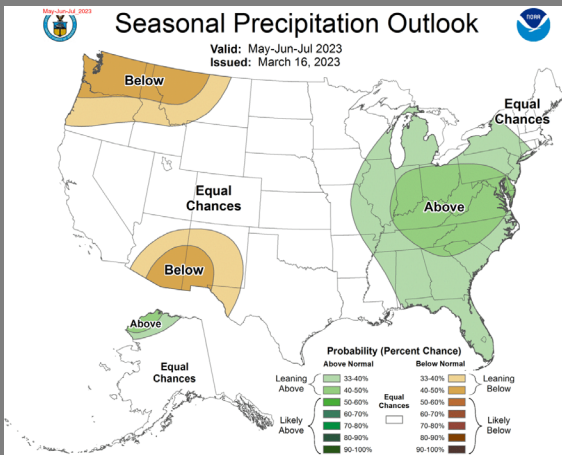 May-Jun-Jul_2023
Seasonal Precipitation Outlook
NOAA
Valid: May-Jun-Jul 2023
Issued: March 16, 2023
Below
Equal
Chances
Equal
Chances
Above
Below
Above
Equal
Chances
Probability (Percent Chance)
Above Normal
Below Normal
Leaning
Above
33-40%
40-50%
Likely
Above
50-60%
60-70%
70-80%
80-90%
90-100%
Equal
Chances
33-40%
40-50%
Leaning
Below
50-60%
60-70%
70-80%
80-90%
90-100%
Likely
Below